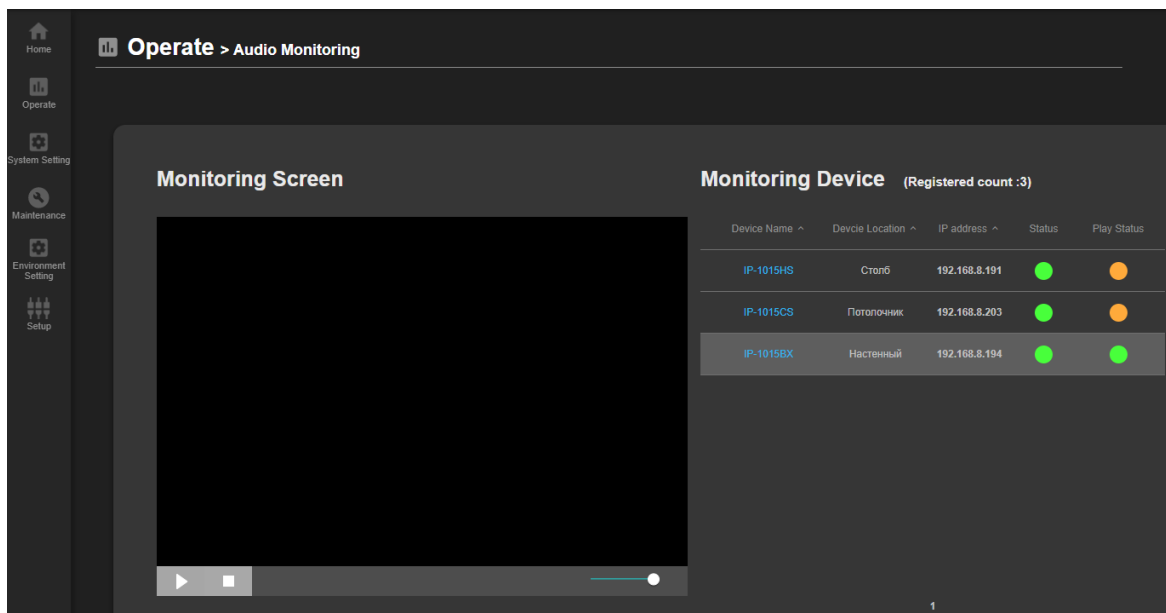 Home
Operate
System Setting
Maintenance
Environment
Setting
Setup
Operate > Audio Monitoring
Monitoring Screen
Monitoring Device (Registered count :3)
Device Name ^ Devcie Location ^ IP address ^ Status Play Status
IP-1015HS Столб 192.168.8.191
IP-1015CS Потолочник 192.168.8.203
IP-1015BX Настенный 192.168.8.194
1